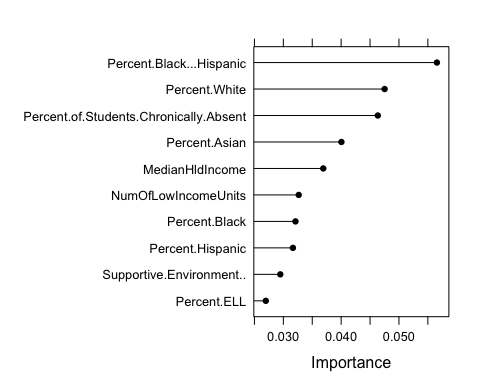 Percent.Black...Hispanic
Percent.White
Percent.of.Students.Chronically.Absent
Percent.Asian
MedianHldIncome
NumOfLowIncomeUnits
Percent.Black
Percent.Hispanic
Supportive.Environment..
Percent.ELL
0.030 0.040 0.050
Importance